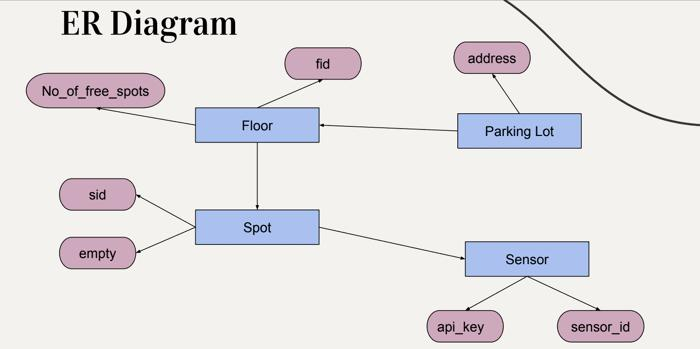 ER Diagram
fid
address
No_of_free_spots
Floor
Parking Lot
sid
Spot
empty
Sensor
api_key
sensor_id